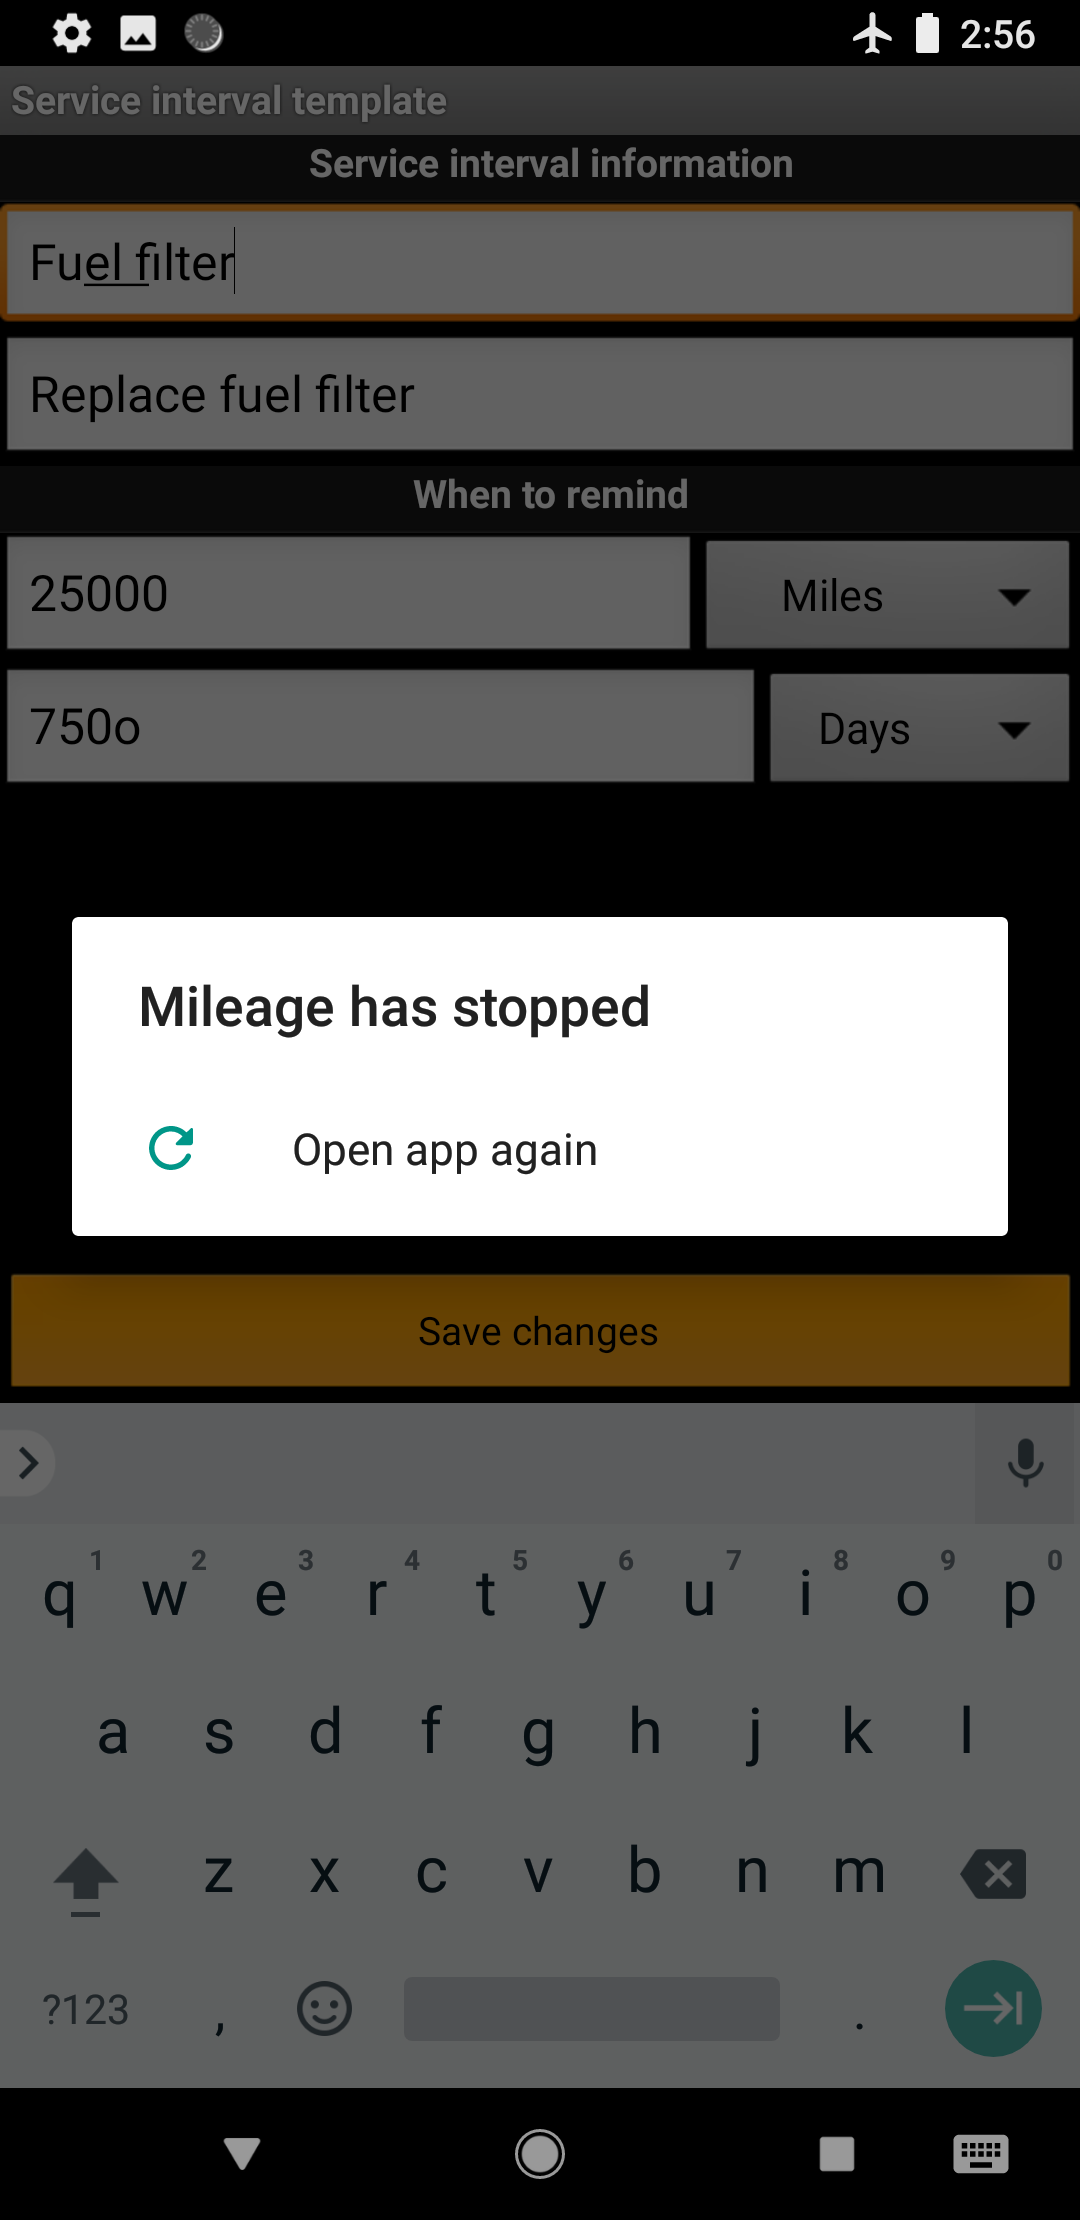 2:56
Service interval template
Service interval information
Fuel filter
Replace fuel filter
When to remind
25000
Miles
750o
Days
Mileage has stopped
Open app again
Save changes
1 2 3 4 5 6 7 8 9 0
q w e r t y u i o p
a s d f g h j k l
z x c v b n m
?123 , .